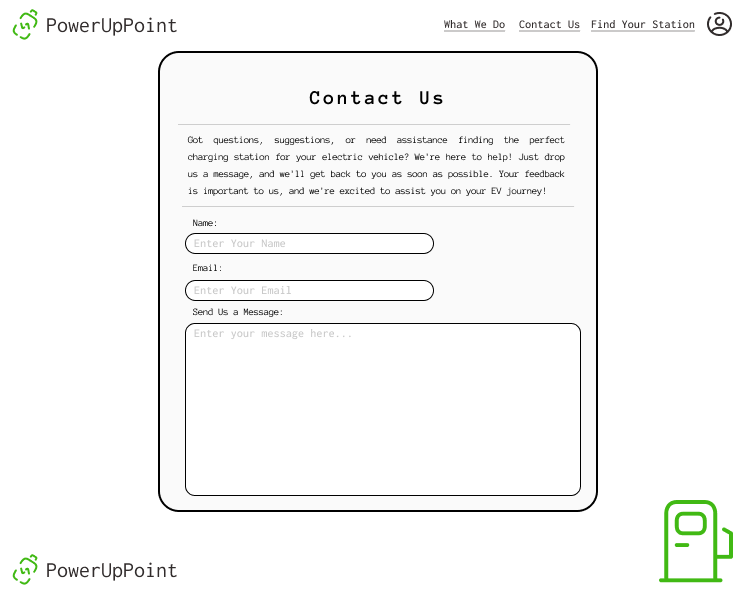 PowerUpPoint
What We Do
Contact Us
Find Your Station
Contact Us
Got questions, suggestions, or need assistance finding the perfect
charging station for your electric vehicle? We're here to help! Just drop
us a message, and we'll get back to you as soon as possible. Your feedback
is important to us, and we're excited to assist you on your EV journey!
Name:
Enter Your Name
Email:
Enter Your Email
Send Us a Message:
Enter your message here...
PowerUpPoint